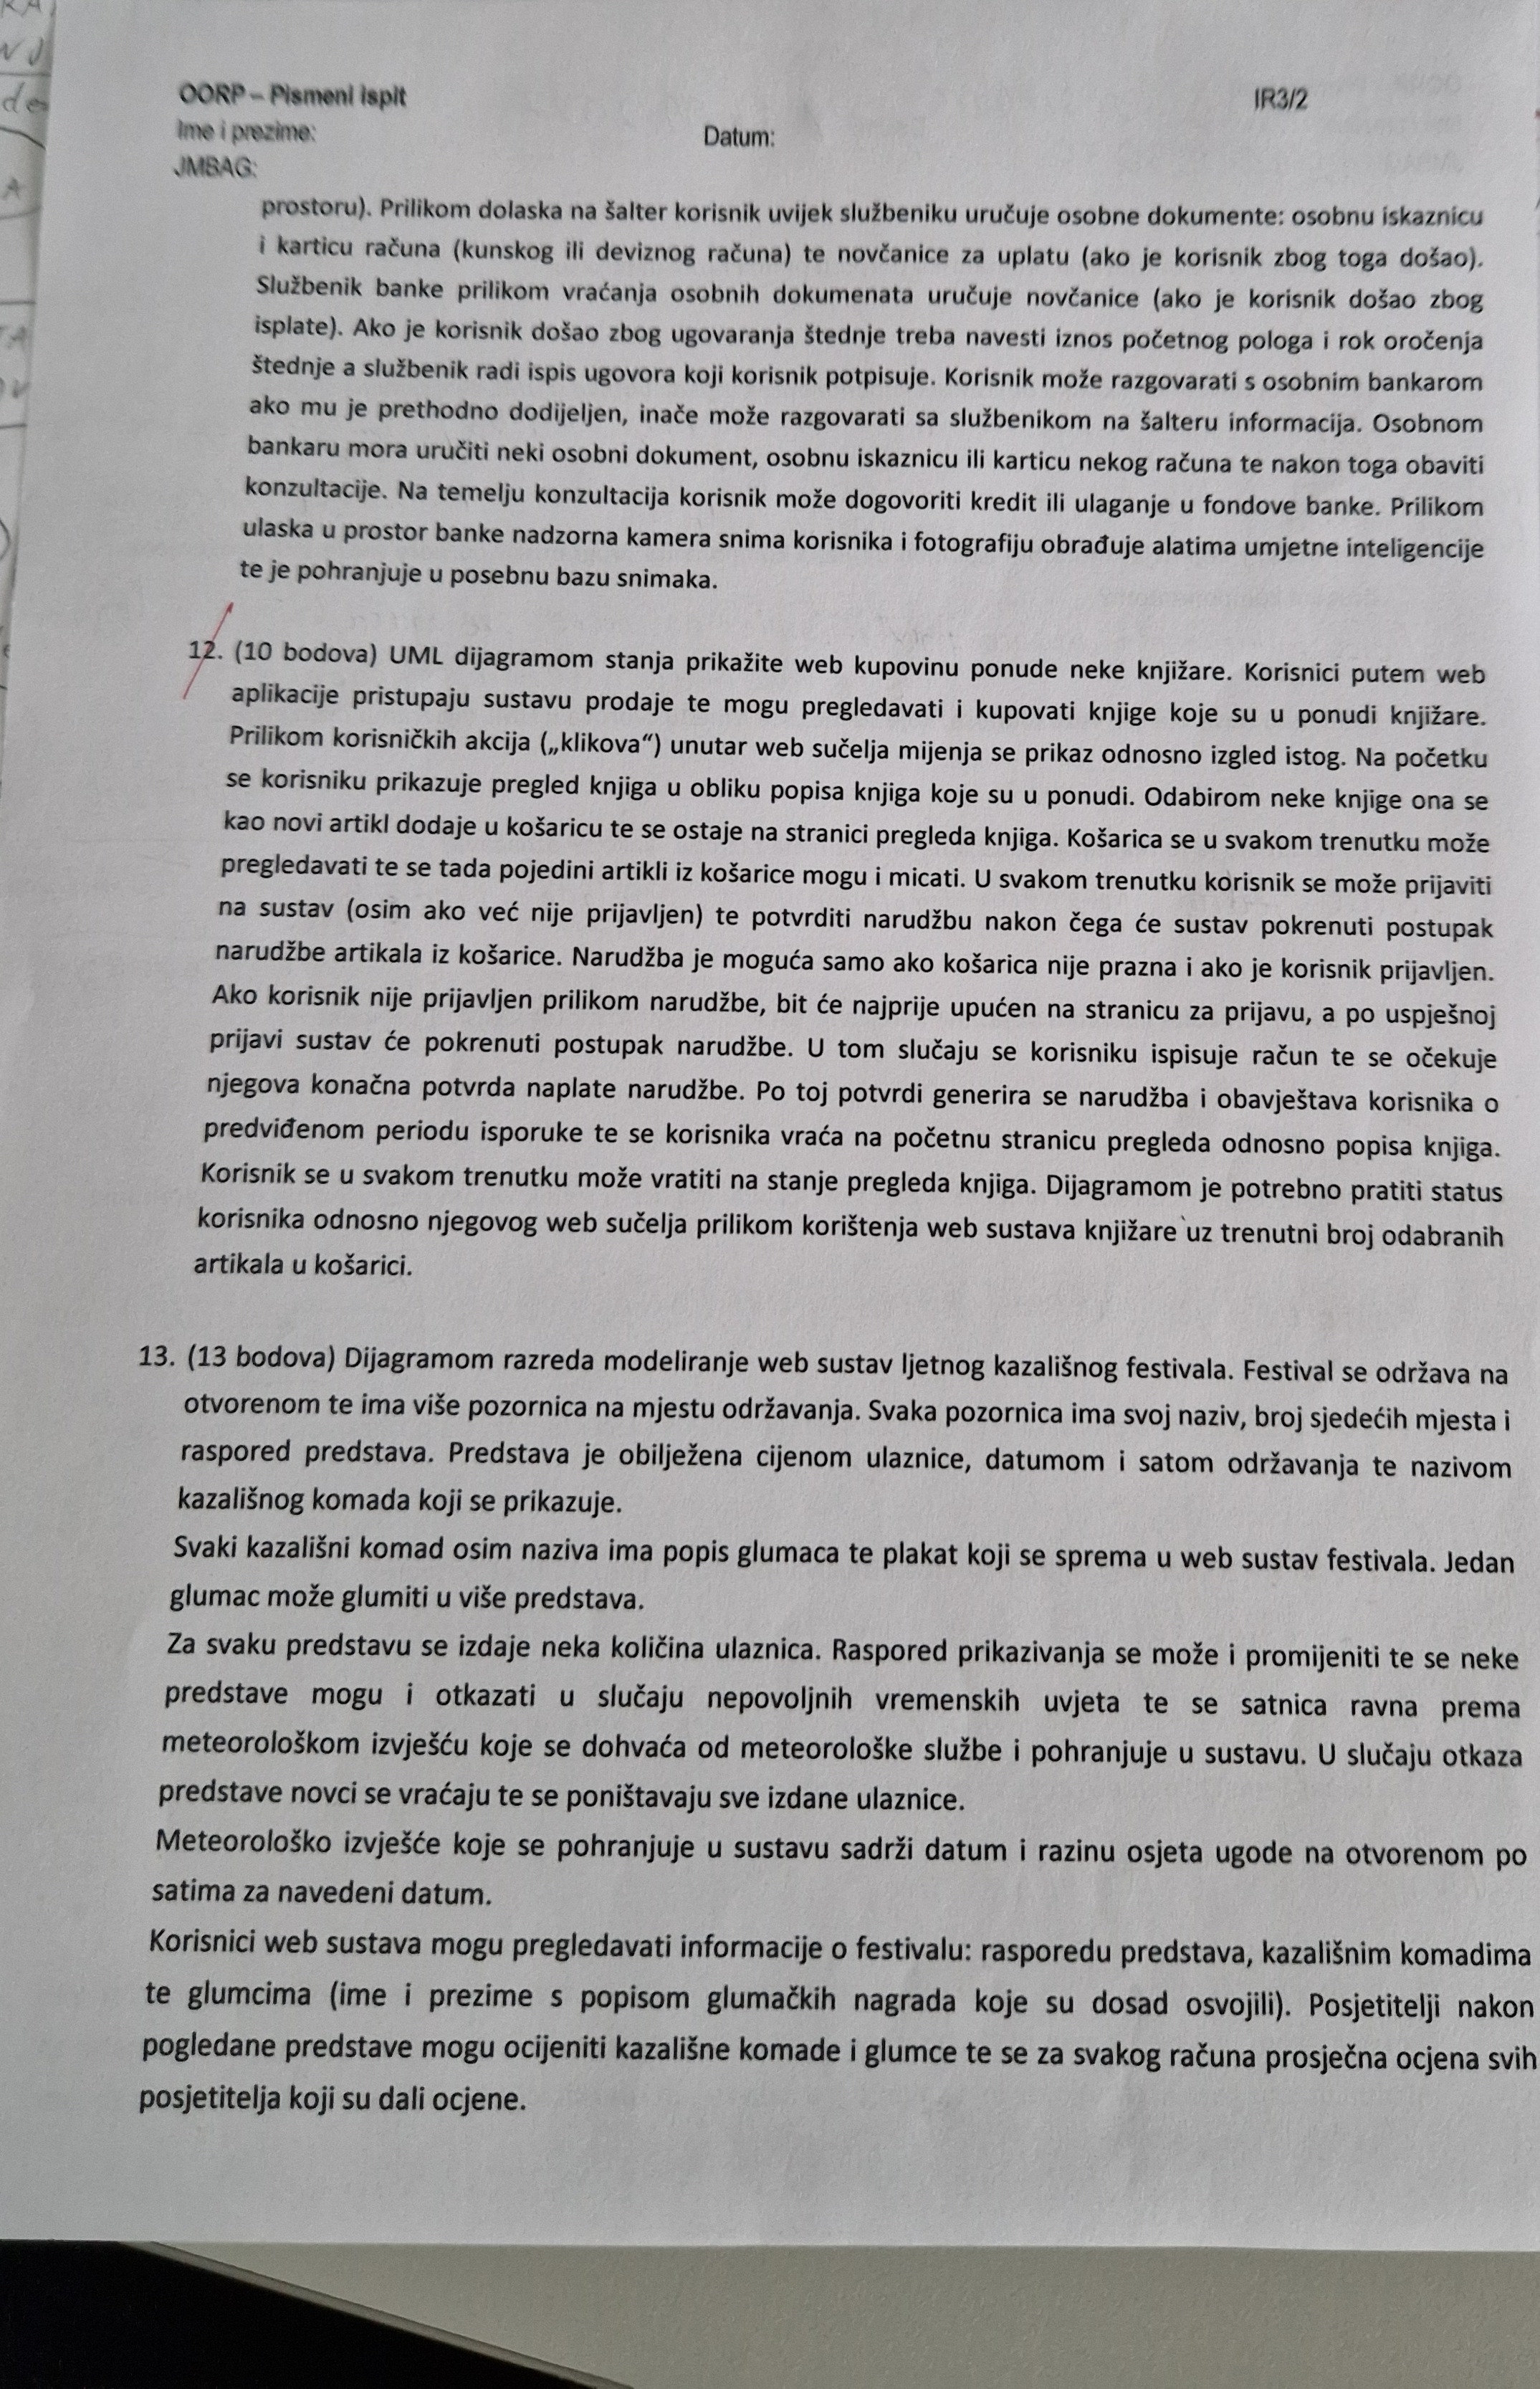 OORP – Pismeni ispit
IR3/2
Ime i prezime:
Datum:
JMBAG:
prostoru). Prilikom dolaska na šalter korisnik uvijek službeniku uručuje osobne dokumente: osobnu iskaznicu
i karticu računa (kunskog ili deviznog računa) te novčanice za uplatu (ako je korisnik zbog toga došao).
Službenik banke prilikom vraćanja osobnih dokumenata uručuje novčanice (ako je korisnik došao zbog
isplate). Ako je korisnik došao zbog ugovaranja štednje treba navesti iznos početnog pologa i rok oročenja
štednje a službenik radi ispis ugovora koji korisnik potpisuje. Korisnik može razgovarati s osobnim bankarom
ako mu je prethodno dodijeljen, inače može razgovarati sa službenikom na šalteru informacija. Osobnom
bankaru mora uručiti neki osobni dokument, osobnu iskaznicu ili karticu nekog računa te nakon toga obaviti
konzultacije. Na temelju konzultacija korisnik može dogovoriti kredit ili ulaganje u fondove banke. Prilikom
ulaska u prostor banke nadzorna kamera snima korisnika i fotografiju obrađuje alatima umjetne inteligencije
te je pohranjuje u posebnu bazu snimaka.
12. (10 bodova) UML dijagramom stanja prikažite web kupovinu ponude neke knjižare. Korisnici putem web
aplikacije pristupaju sustavu prodaje te mogu pregledavati i kupovati knjige koje su u ponudi knjižare.
Prilikom korisničkih akcija („klikova“) unutar web sučelja mijenja se prikaz odnosno izgled istog. Na početku
se korisniku prikazuje pregled knjiga u obliku popisa knjiga koje su u ponudi. Odabirom neke knjige ona se
kao novi artikl dodaje u košaricu te se ostaje na stranici pregleda knjiga. Košarica se u svakom trenutku može
pregledavati te se tada pojedini artikli iz košarice mogu i micati. U svakom trenutku korisnik se može prijaviti
na sustav (osim ako već nije prijavljen) te potvrditi narudžbu nakon čega će sustav pokrenuti postupak
narudžbe artikala iz košarice. Narudžba je moguća samo ako košarica nije prazna i ako je korisnik prijavljen.
Ako korisnik nije prijavljen prilikom narudžbe, bit će najprije upućen na stranicu za prijavu, a po uspješnoj
prijavi sustav će pokrenuti postupak narudžbe. U tom slučaju se korisniku ispisuje račun te se očekuje
njegova konačna potvrda naplate narudžbe. Po toj potvrdi generira se narudžba i obavještava korisnika o
predviđenom periodu isporuke te se korisnika vraća na početnu stranicu pregleda odnosno popisa knjiga.
Korisnik se u svakom trenutku može vratiti na stanje pregleda knjiga. Dijagramom je potrebno pratiti status
korisnika odnosno njegovog web sučelja prilikom korištenja web sustava knjižare uz trenutni broj odabranih
artikala u košarici.
13. (13 bodova) Dijagramom razreda modeliranje web sustav ljetnog kazališnog festivala. Festival se održava na
otvorenom te ima više pozornica na mjestu održavanja. Svaka pozornica ima svoj naziv, broj sjedećih mjesta i
raspored predstava. Predstava je obilježena cijenom ulaznice, datumom i satom održavanja te nazivom
kazališnog komada koji se prikazuje.
Svaki kazališni komad osim naziva ima popis glumaca te plakat koji se sprema u web sustav festivala. Jedan
glumac može glumiti u više predstava.
Za svaku predstavu se izdaje neka količina ulaznica. Raspored prikazivanja se može i promijeniti te se neke
predstave mogu i otkazati u slučaju nepovoljnih vremenskih uvjeta te se satnica ravna prema
meteorološkom izvješću koje se dohvaća od meteorološke službe i pohranjuje u sustavu. U slučaju otkaza
predstave novci se vraćaju te se poništavaju sve izdane ulaznice.
Meteorološko izvješće koje se pohranjuje u sustavu sadrži datum i razinu osjeta ugode na otvorenom po
satima za navedeni datum.
Korisnici web sustava mogu pregledavati informacije o festivalu: rasporedu predstava, kazališnim komadima
te glumcima (ime i prezime s popisom glumačkih nagrada koje su dosad osvojili). Posjetitelji nakon
pogledane predstave mogu ocijeniti kazališne komade i glumce te se za svakog računa prosječna ocjena svih
posjetitelja koji su dali ocjene.